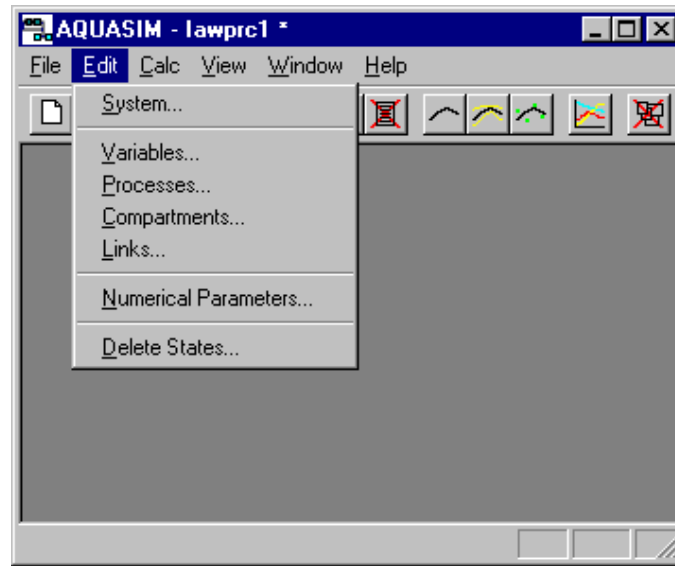 AQUASIM - lawprc1 *
File Edit Calc View Window Help
System...
Variables...
Processes...
Compartments...
Links...
Numerical Parameters...
Delete States...